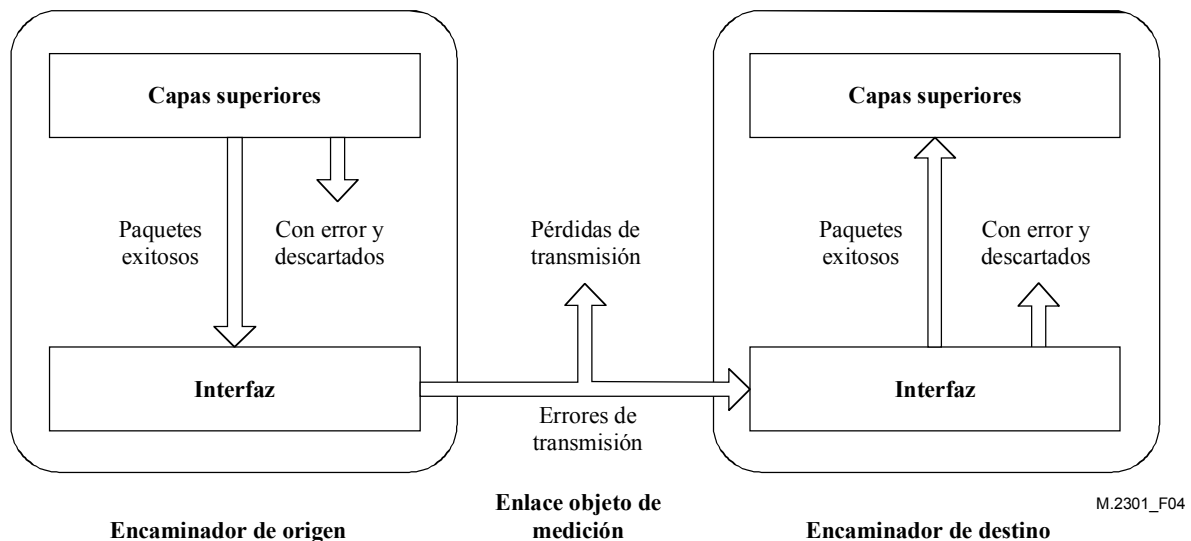 Capas superiores
Capas superiores
Paquetes
exitosos
Con error y
descartados
Pérdidas de
transmisión
Paquetes
exitosos
Con error y
descartados
Interfaz
Interfaz
Errores de
transmisión
Encaminador de origen
Enlace objeto de
medición
Encaminador de destino
M.2301_F04